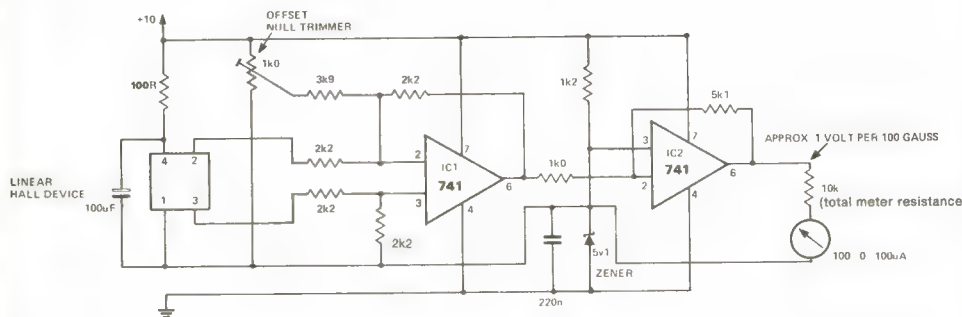 +10
OFFSET
NULL TRIMMER
1k0
100R
3k9
2k2
1k2
5k1
APPROX 1 VOLT PER 100 GAUSS
4
2
2k2
2
7
IC1
741
6
1k0
3
7
IC2
741
2
6
4
LINEAR
HALL DEVICE
100uF
1
3
2k2
3
4
10k
(total meter resistance
2k2
5v1
ZENER
220n
100 0 100uA